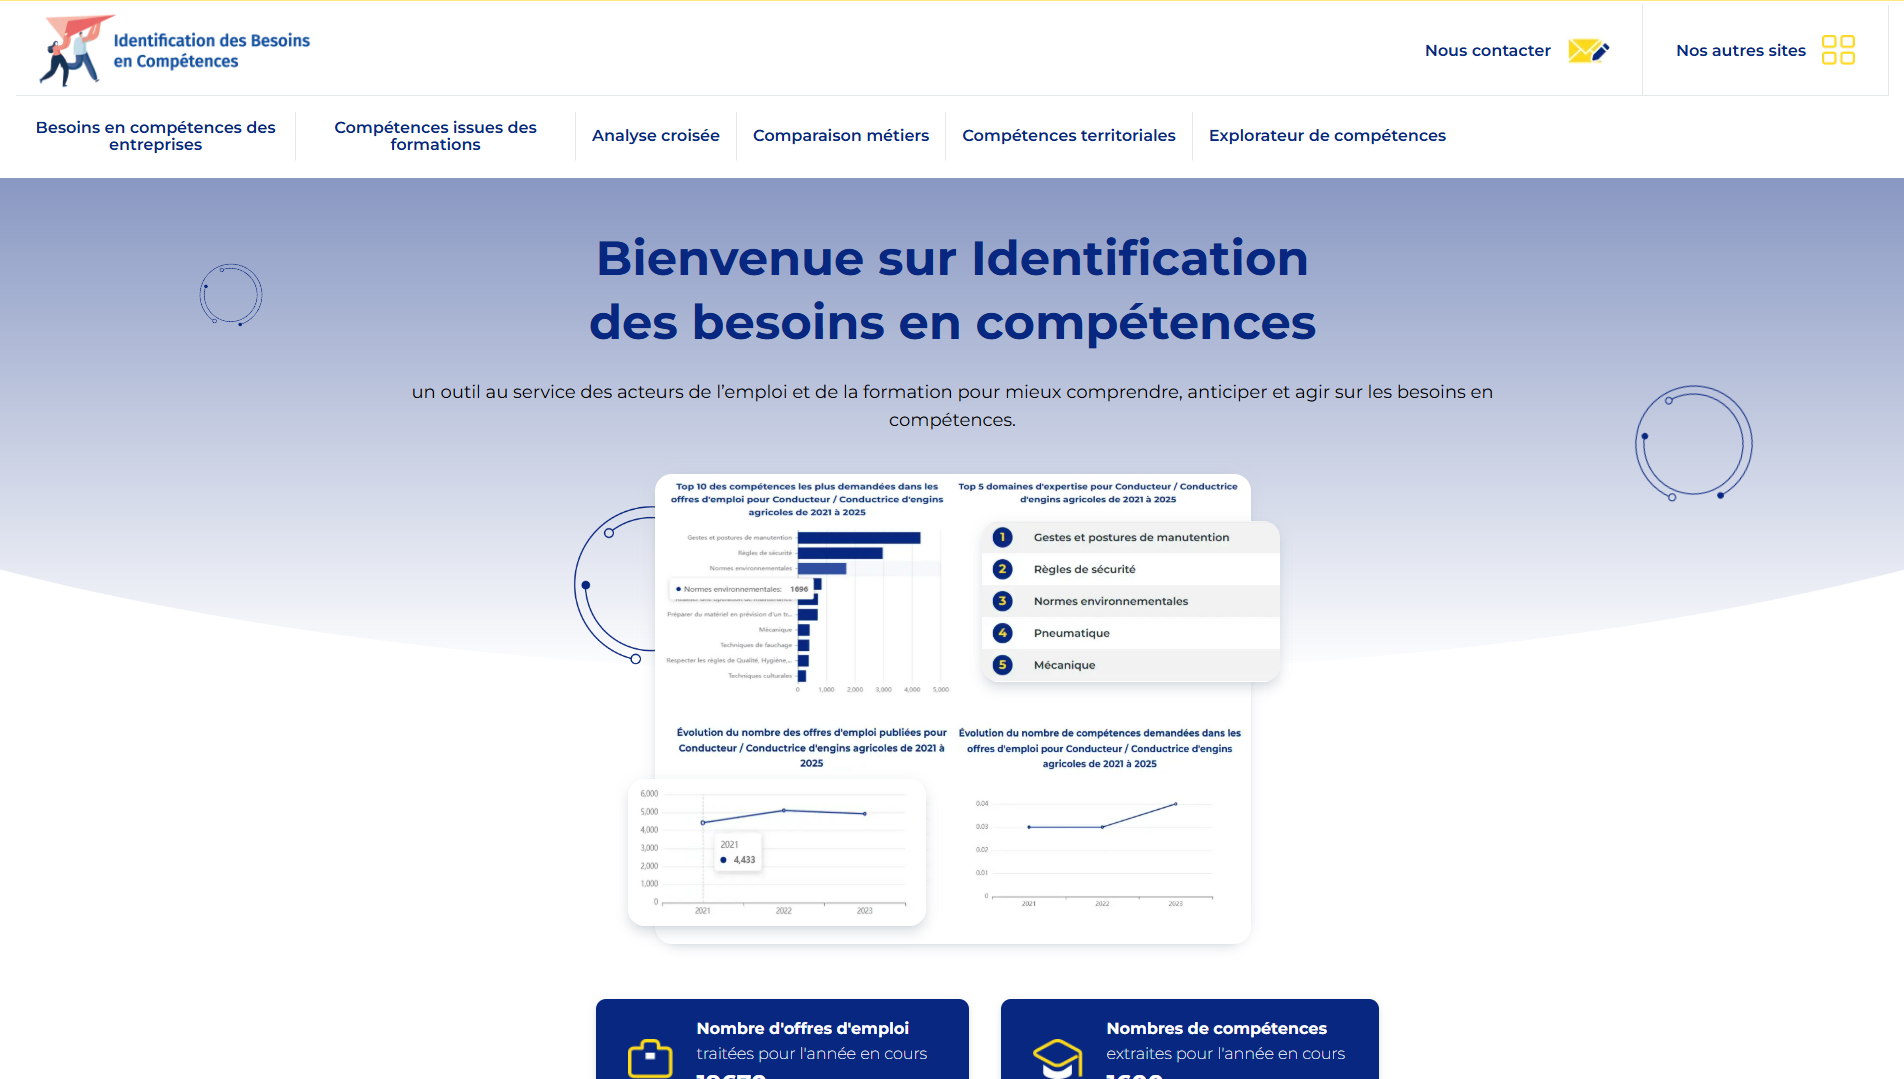 Identification des Besoins
en Compétences
Nous contacter
Nos autres sites
Besoins en compétences des
entreprises
Compétences issues des
formations
Analyse croisée
Comparaison métiers
Compétences territoriales
Explorateur de compétences
Bienvenue sur Identification
des besoins en compétences
un outil au service des acteurs de l’emploi et de la formation pour mieux comprendre, anticiper et agir sur les besoins en
compétences.
Top 10 des compétences les plus demandées dans les
offres d'emploi pour Conducteur / Conductrice d'engins
agricoles de 2021 à 2025
Gestes et postures de manutention
Règles de sécurité
Normes environnementales
Normes environnementales: 1696
Préparer du matériel en prévision d'un tr...
Mécanique
Techniques de fauchage
Respecter les règles de Qualité, Hygiène,...
Techniques culturales
0 1,000 2,000 3,000 4,000 5,000
Top 5 domaines d'expertise pour Conducteur / Conductrice
d'engins agricoles de 2021 à 2025
1 Gestes et postures de manutention
2 Règles de sécurité
3 Normes environnementales
4 Pneumatique
5 Mécanique
Évolution du nombre des offres d'emploi publiées pour
Conducteur / Conductrice d'engins agricoles de 2021 à
2025
6,000
5,000
4,000
3,000
2,000
1,000
0
2021
4,433
2021 2022 2023
Évolution du nombre de compétences demandées dans les
offres d'emploi pour Conducteur / Conductrice d'engins
agricoles de 2021 à 2025
0.04
0.03
0.02
0.01
0
2021 2022 2023
Nombre d'offres d'emploi
traitées pour l'année en cours
Nombres de compétences
extraites pour l'année en cours